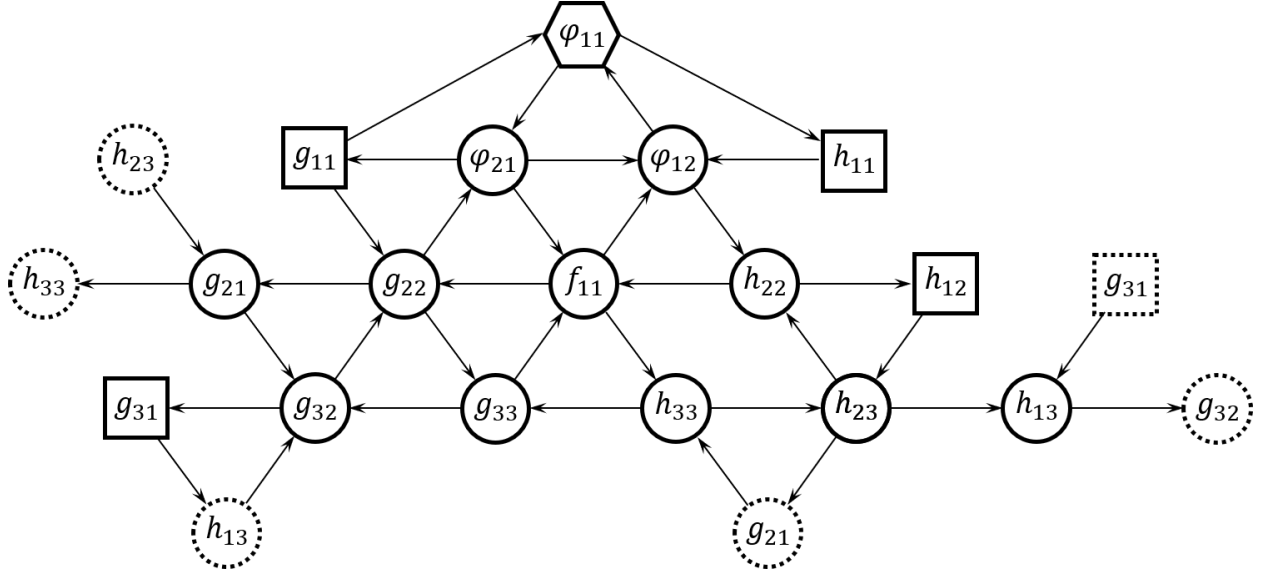 φ₁₁
h₂₃ g₁₁ φ₂₁ φ₁₂ h₁₁
h₃₃ g₂₁ g₂₂ f₁₁ h₂₂ h₁₂ g₃₁
g₃₁ g₃₂ g₃₃ h₃₃ h₂₃ h₁₃ g₃₂
h₁₃ g₂₁